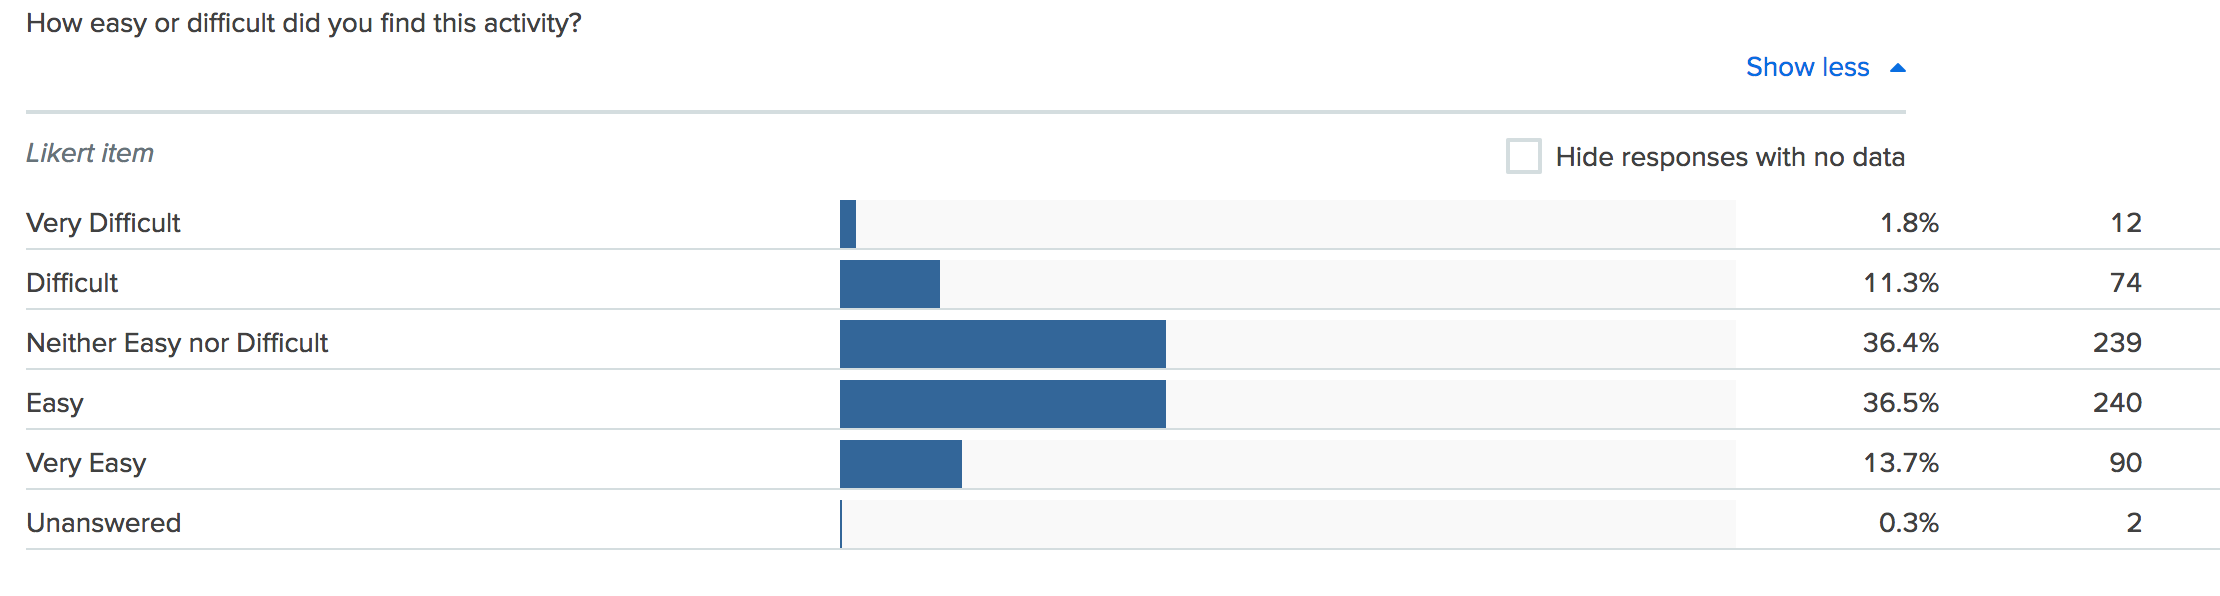 How easy or difficult did you find this activity?
Show less
Likert item
Hide responses with no data
Very Difficult 1.8% 12
Difficult 11.3% 74
Neither Easy nor Difficult 36.4% 239
Easy 36.5% 240
Very Easy 13.7% 90
Unanswered 0.3% 2